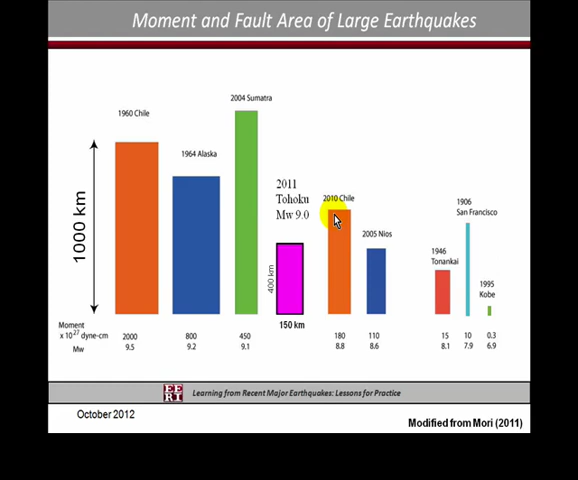 Moment and Fault Area of Large Earthquakes
2004 Sumatra
1960 Chile
1964 Alaska
2011
Tohoku
Mw 9.0
2010 Chile
2005 Nios
1906
San Francisco
1946
Tonankai
1995
Kobe
1000 km
400 km
150 km
Moment
x 10²⁷ dyne-cm 2000 800 450 180 110 15 10 0.3
Mw 9.5 9.2 9.1 8.8 8.6 8.1 7.9 6.9
EE
RI
Learning from Recent Major Earthquakes: Lessons for Practice
October 2012
Modified from Mori (2011)